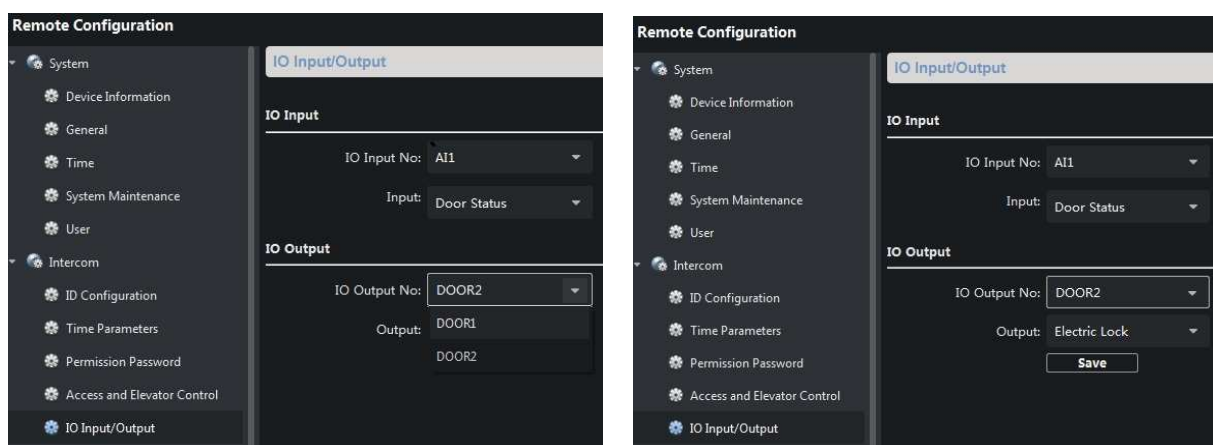 Remote Configuration
System
Device Information
General
Time
System Maintenance
User
Intercom
ID Configuration
Time Parameters
Permission Password
Access and Elevator Control
IO Input/Output
IO Input/Output
IO Input
IO Input No: AI1
Input: Door Status
IO Output
IO Output No: DOOR2
Output: DOOR1
DOOR2
Remote Configuration
System
Device Information
General
Time
System Maintenance
User
Intercom
ID Configuration
Time Parameters
Permission Password
Access and Elevator Control
IO Input/Output
IO Input/Output
IO Input
IO Input No: AI1
Input: Door Status
IO Output
IO Output No: DOOR2
Output: Electric Lock
Save